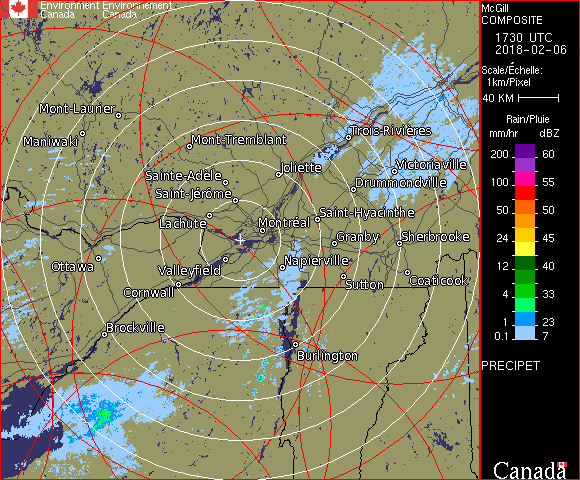 Environment Environnement
Canada Canada
Mont-Laurier
Maniwaki
Mont-Tremblant
Trois-Rivières
Joliette
Victoriaville
Sainte-Adèle
Drummondville
Saint-Jérôme
Lachute
Saint-Hyacinthe
Montréal
Granby
Sherbrooke
Ottawa
Valleyfield
Napierville
Cornwall
Sutton
Coaticook
Brockville
Burlington
McGill
COMPOSITE
1730 UTC
2018-02-06
Scale/Échelle:
1km/Pixel
40 KM
Rain/Pluie
mm/hr dBZ
200 60
100 55
50 50
24 45
12 40
4 33
1 23
0.1 7
PRECIPET
Canada